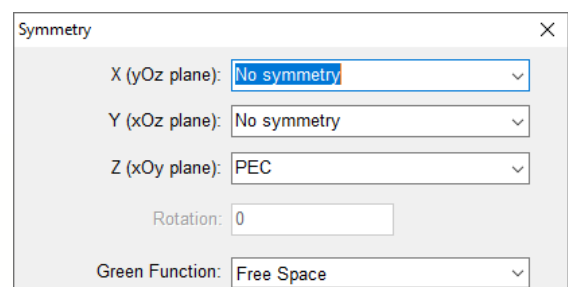 Symmetry
X (yOz plane): No symmetry
Y (xOz plane): No symmetry
Z (xOy plane): PEC
Rotation: 0
Green Function: Free Space